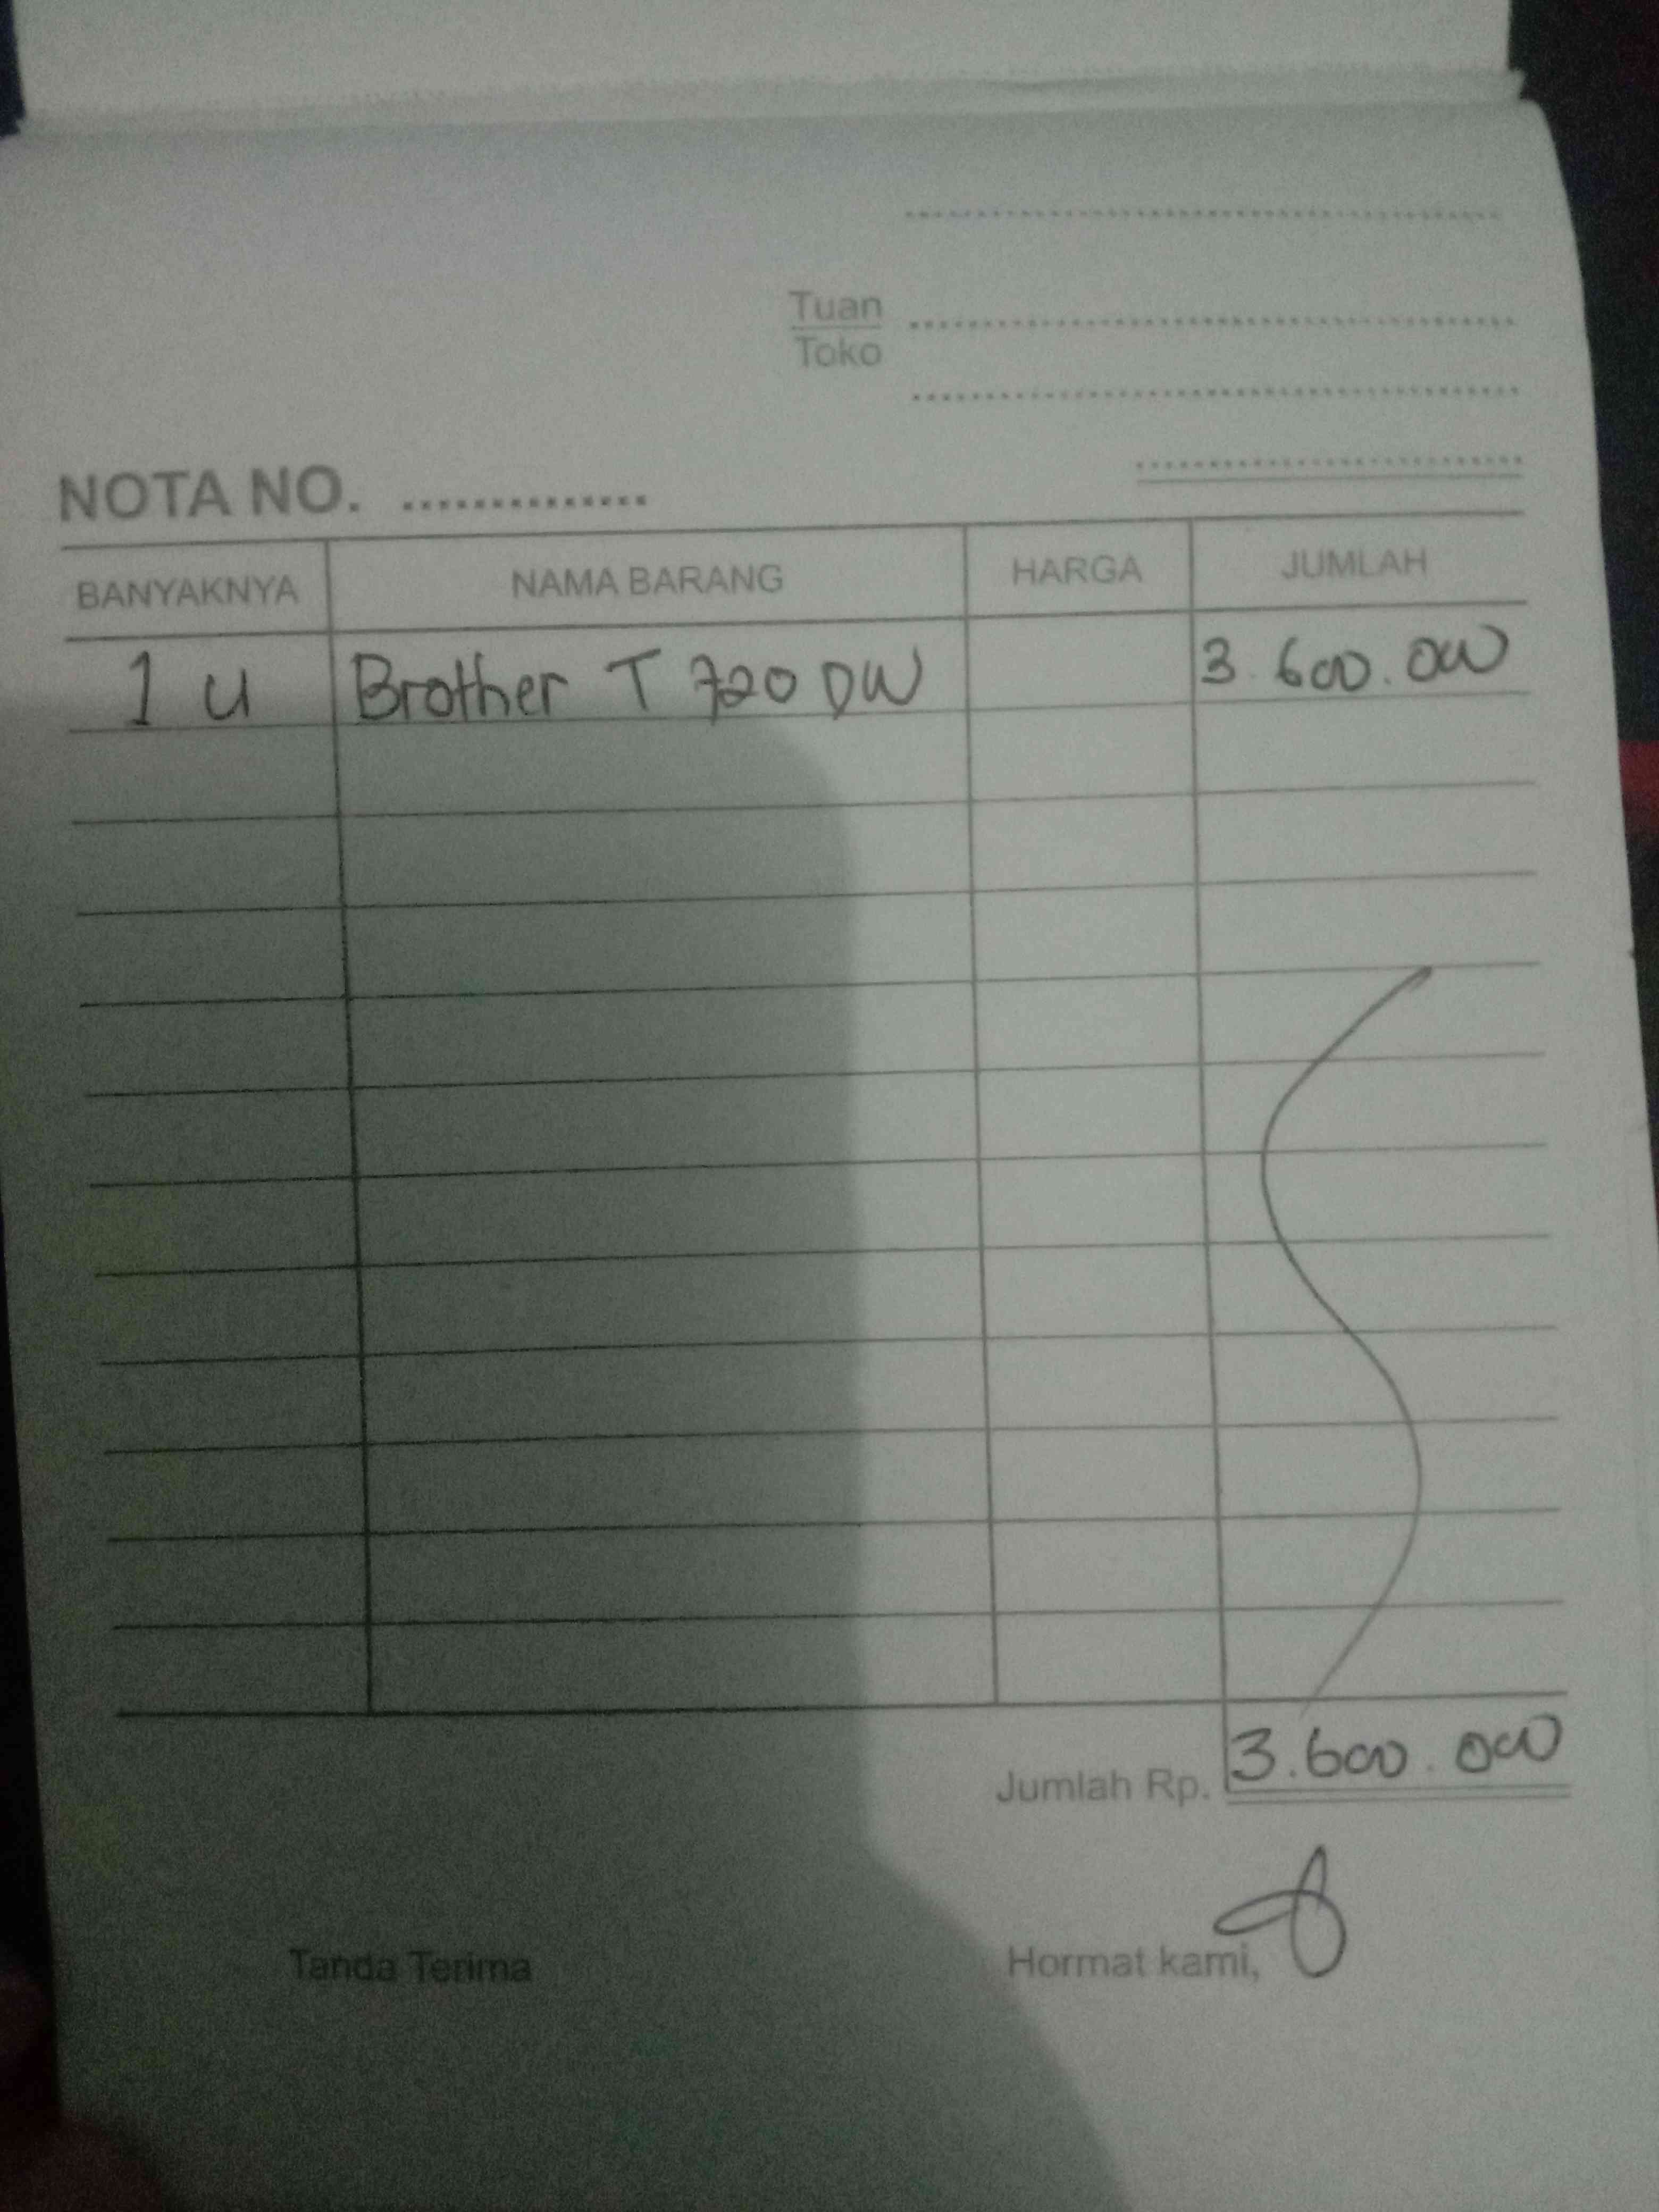 Tuan
Toko
NOTA NO. ..............
BANYAKNYA NAMA BARANG HARGA JUMLAH
1 u Brother T 720 DW 3.600.000
Jumlah Rp. 3.600.000
Tanda Terima Hormat kami,